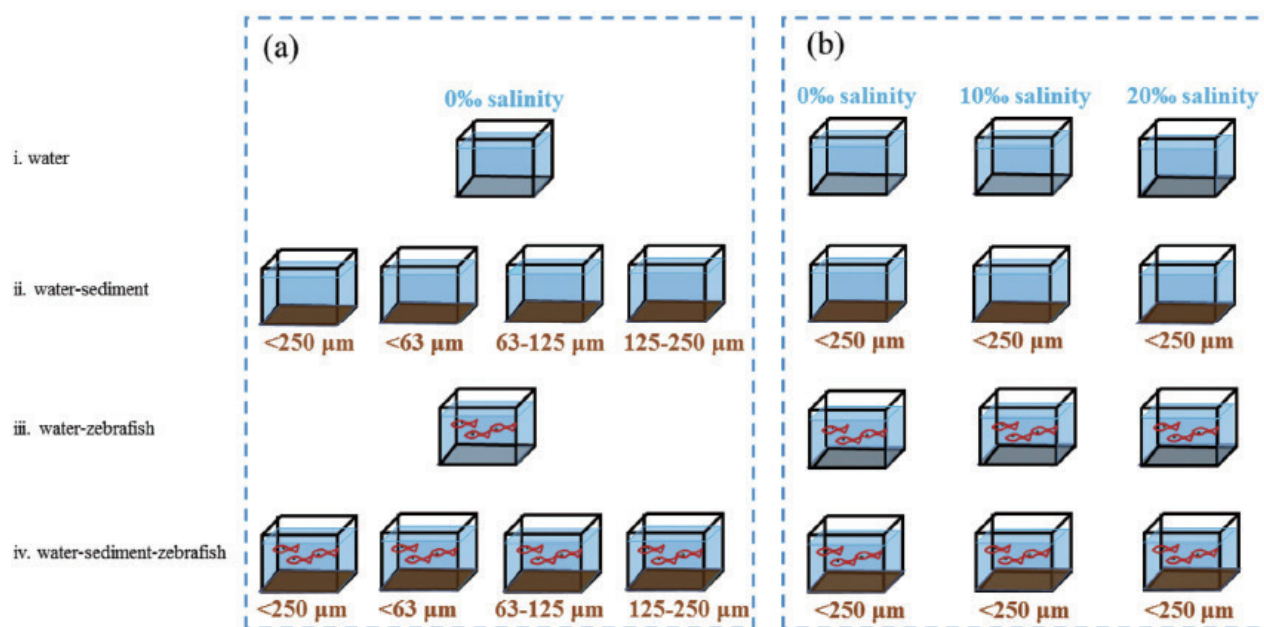 (a) (b)
0‰ salinity 0‰ salinity 10‰ salinity 20‰ salinity
i. water
ii. water-sediment
<250 µm <63 µm 63-125 µm 125-250 µm <250 µm <250 µm <250 µm
iii. water-zebrafish
iv. water-sediment-zebrafish
<250 µm <63 µm 63-125 µm 125-250 µm <250 µm <250 µm <250 µm